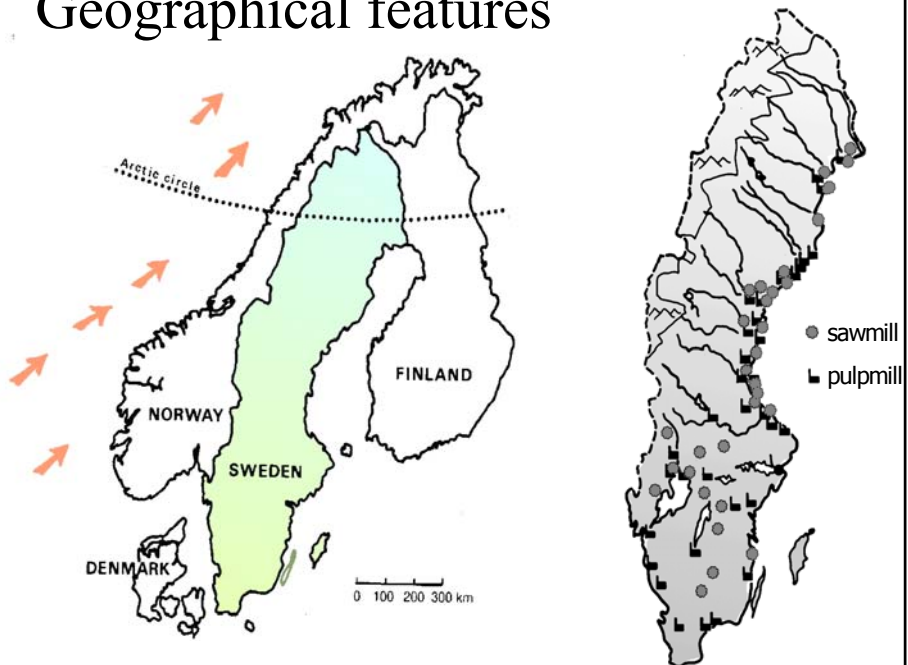 Geographical features
Arctic circle
FINLAND
NORWAY
SWEDEN
DENMARK
0 100 200 300 km
sawmill
pulpmill